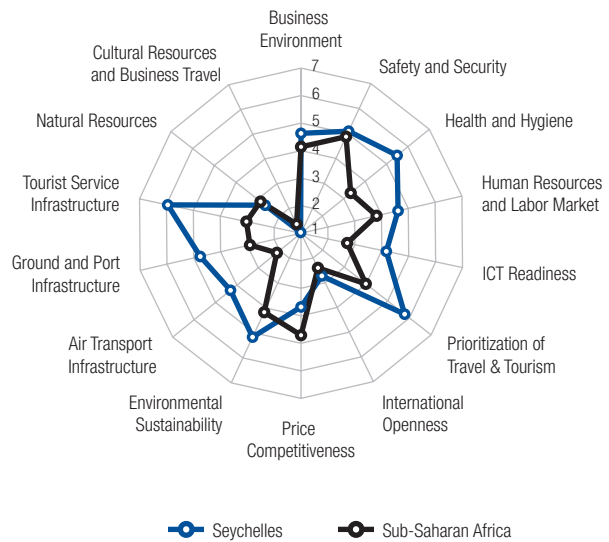 Business
Environment
Cultural Resources
and Business Travel
Safety and Security
Natural Resources
Health and Hygiene
Tourist Service
Infrastructure
Human Resources
and Labor Market
Ground and Port
Infrastructure
ICT Readiness
Air Transport
Infrastructure
Prioritization of
Travel & Tourism
Environmental
Sustainability
International
Openness
Price
Competitiveness
7
6
5
4
3
2
1
Seychelles
Sub-Saharan Africa